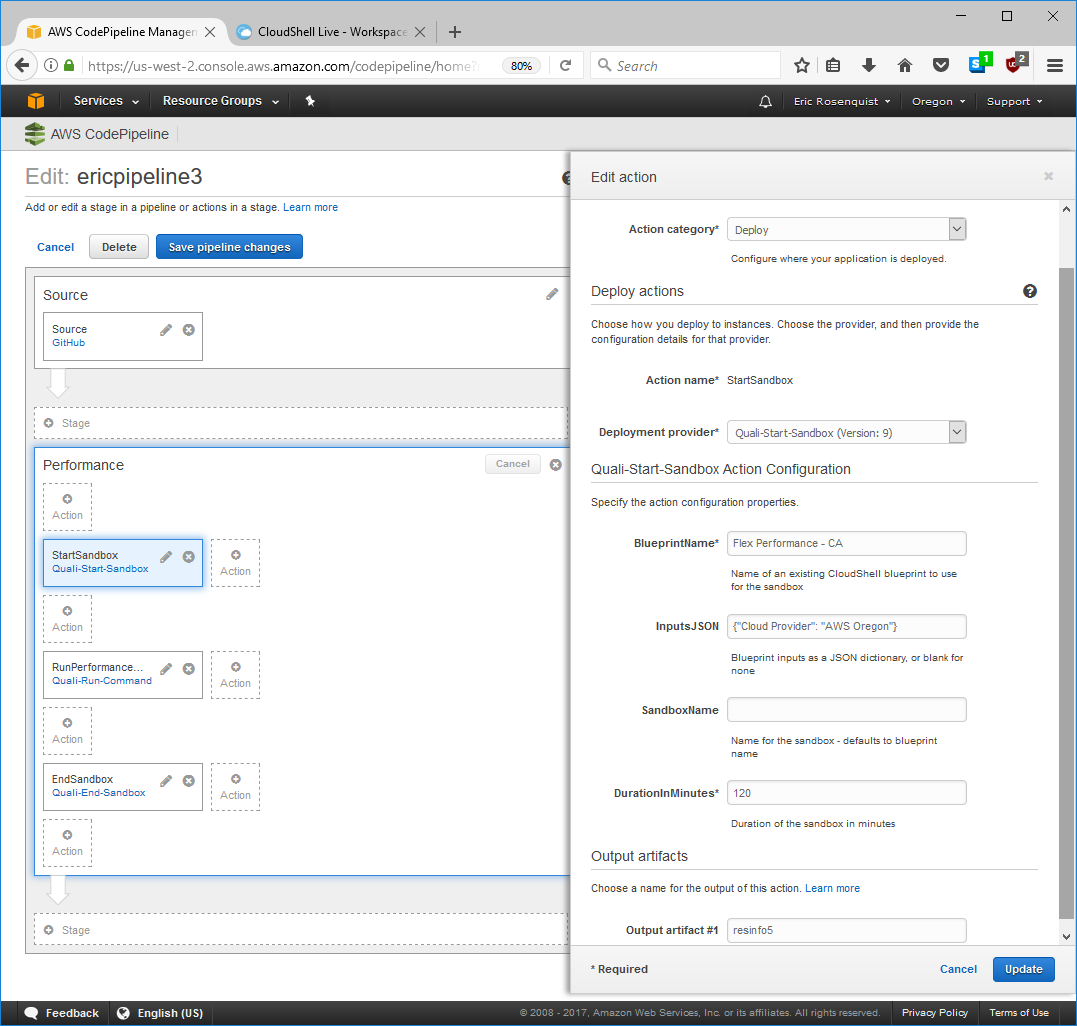 AWS CodePipeline Manager
CloudShell Live - Workspace
https://us-west-2.console.aws.amazon.com/codepipeline/home?
80%
Search
1
2
Services
Resource Groups
Eric Rosenquist
Oregon
Support
AWS CodePipeline
Edit: ericpipeline3
Add or edit a stage in a pipeline or actions in a stage. Learn more
Cancel
Delete
Save pipeline changes
Source
Source
GitHub
Stage
Performance
Cancel
Action
StartSandbox
Quali-Start-Sandbox
Action
Action
RunPerformance...
Quali-Run-Command
Action
Action
EndSandbox
Quali-End-Sandbox
Action
Action
Stage
Edit action
Action category*
Deploy
Configure where your application is deployed.
Deploy actions
Choose how you deploy to instances. Choose the provider, and then provide the
configuration details for that provider.
Action name* StartSandbox
Deployment provider* Quali-Start-Sandbox (Version: 9)
Quali-Start-Sandbox Action Configuration
Specify the action configuration properties.
BlueprintName* Flex Performance - CA
Name of an existing CloudShell blueprint to use
for the sandbox
InputsJSON {"Cloud Provider": "AWS Oregon"}
Blueprint inputs as a JSON dictionary, or blank for
none
SandboxName
Name for the sandbox - defaults to blueprint
name
DurationInMinutes* 120
Duration of the sandbox in minutes
Output artifacts
Choose a name for the output of this action. Learn more
Output artifact #1 resinfo5
* Required
Cancel
Update
Feedback
English (US)
© 2008 - 2017, Amazon Web Services, Inc. or its affiliates. All rights reserved.
Privacy Policy
Terms of Use